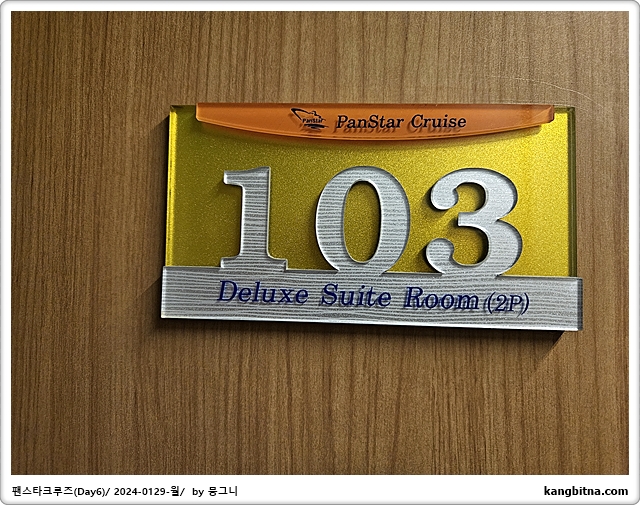 PanStar PanStar Cruise
103
Deluxe Suite Room (2P)
팬스타크루즈(Day6)/ 2024-0129-월/ by 몽그니
kangbitna.com